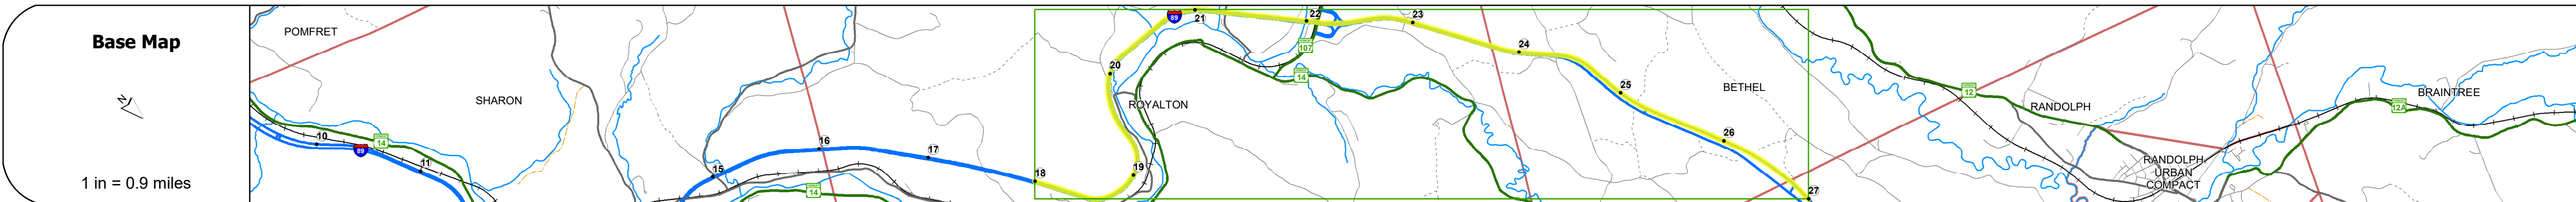 Base Map
N
1 in = 0.9 miles
POMFRET
SHARON
10
89
14
11
15
16
17
14
18
19
20
ROYALTON
89
21
22
107
14
23
24
25
BETHEL
26
27
12
RANDOLPH
RANDOLPH
URBAN
COMPACT
12A
BRAINTREE